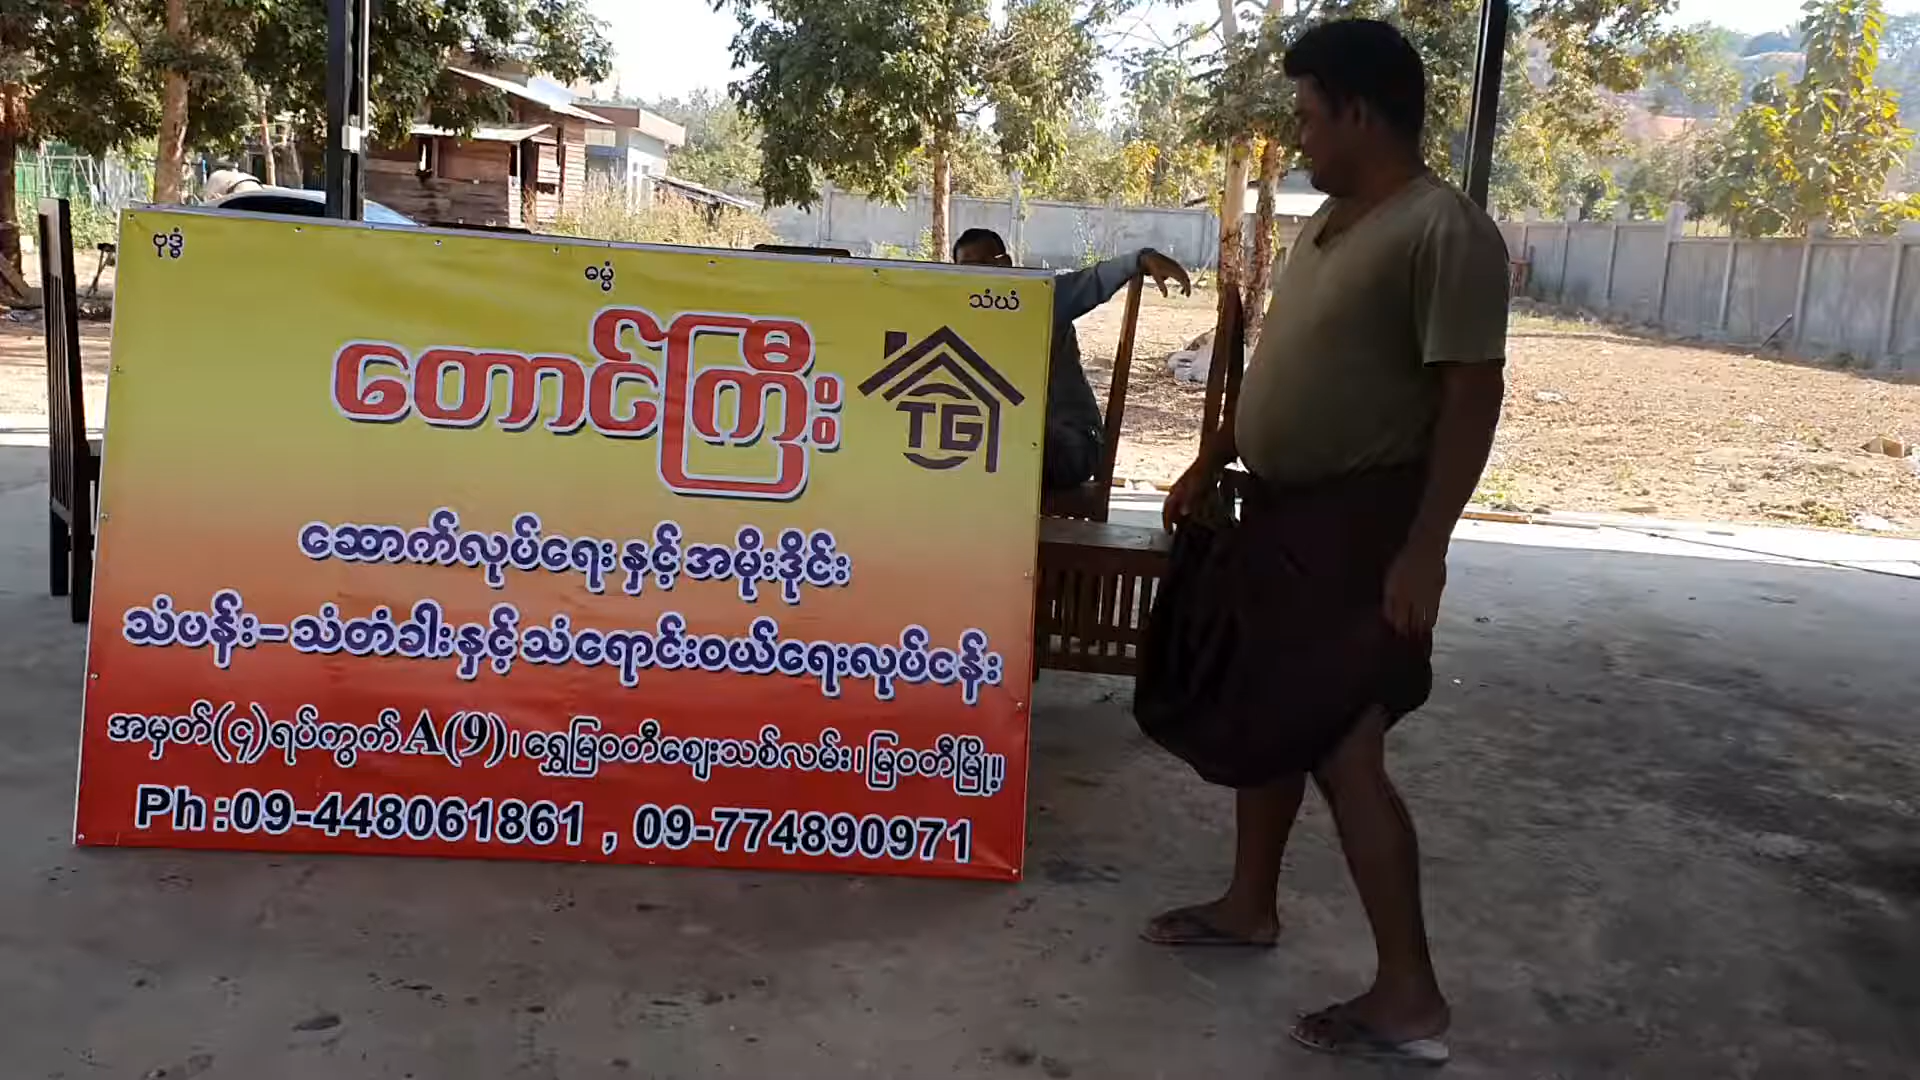 ဗုဒ္ဓံ
ဓမ္မံ
သံဃံ
တောင်ကြီး
TG
ဆောက်လုပ်ရေးနှင့်အမိုးဒိုင်း
သံပန်း-သံတံခါးနှင့်သံရောင်းဝယ်ရေးလုပ်ငန်း
အမှတ်(၄)ရပ်ကွက်A(9)၊ရွှေမြဝတီဈေးသစ်လမ်း၊မြဝတီမြို့။
Ph:09-448061861 , 09-774890971